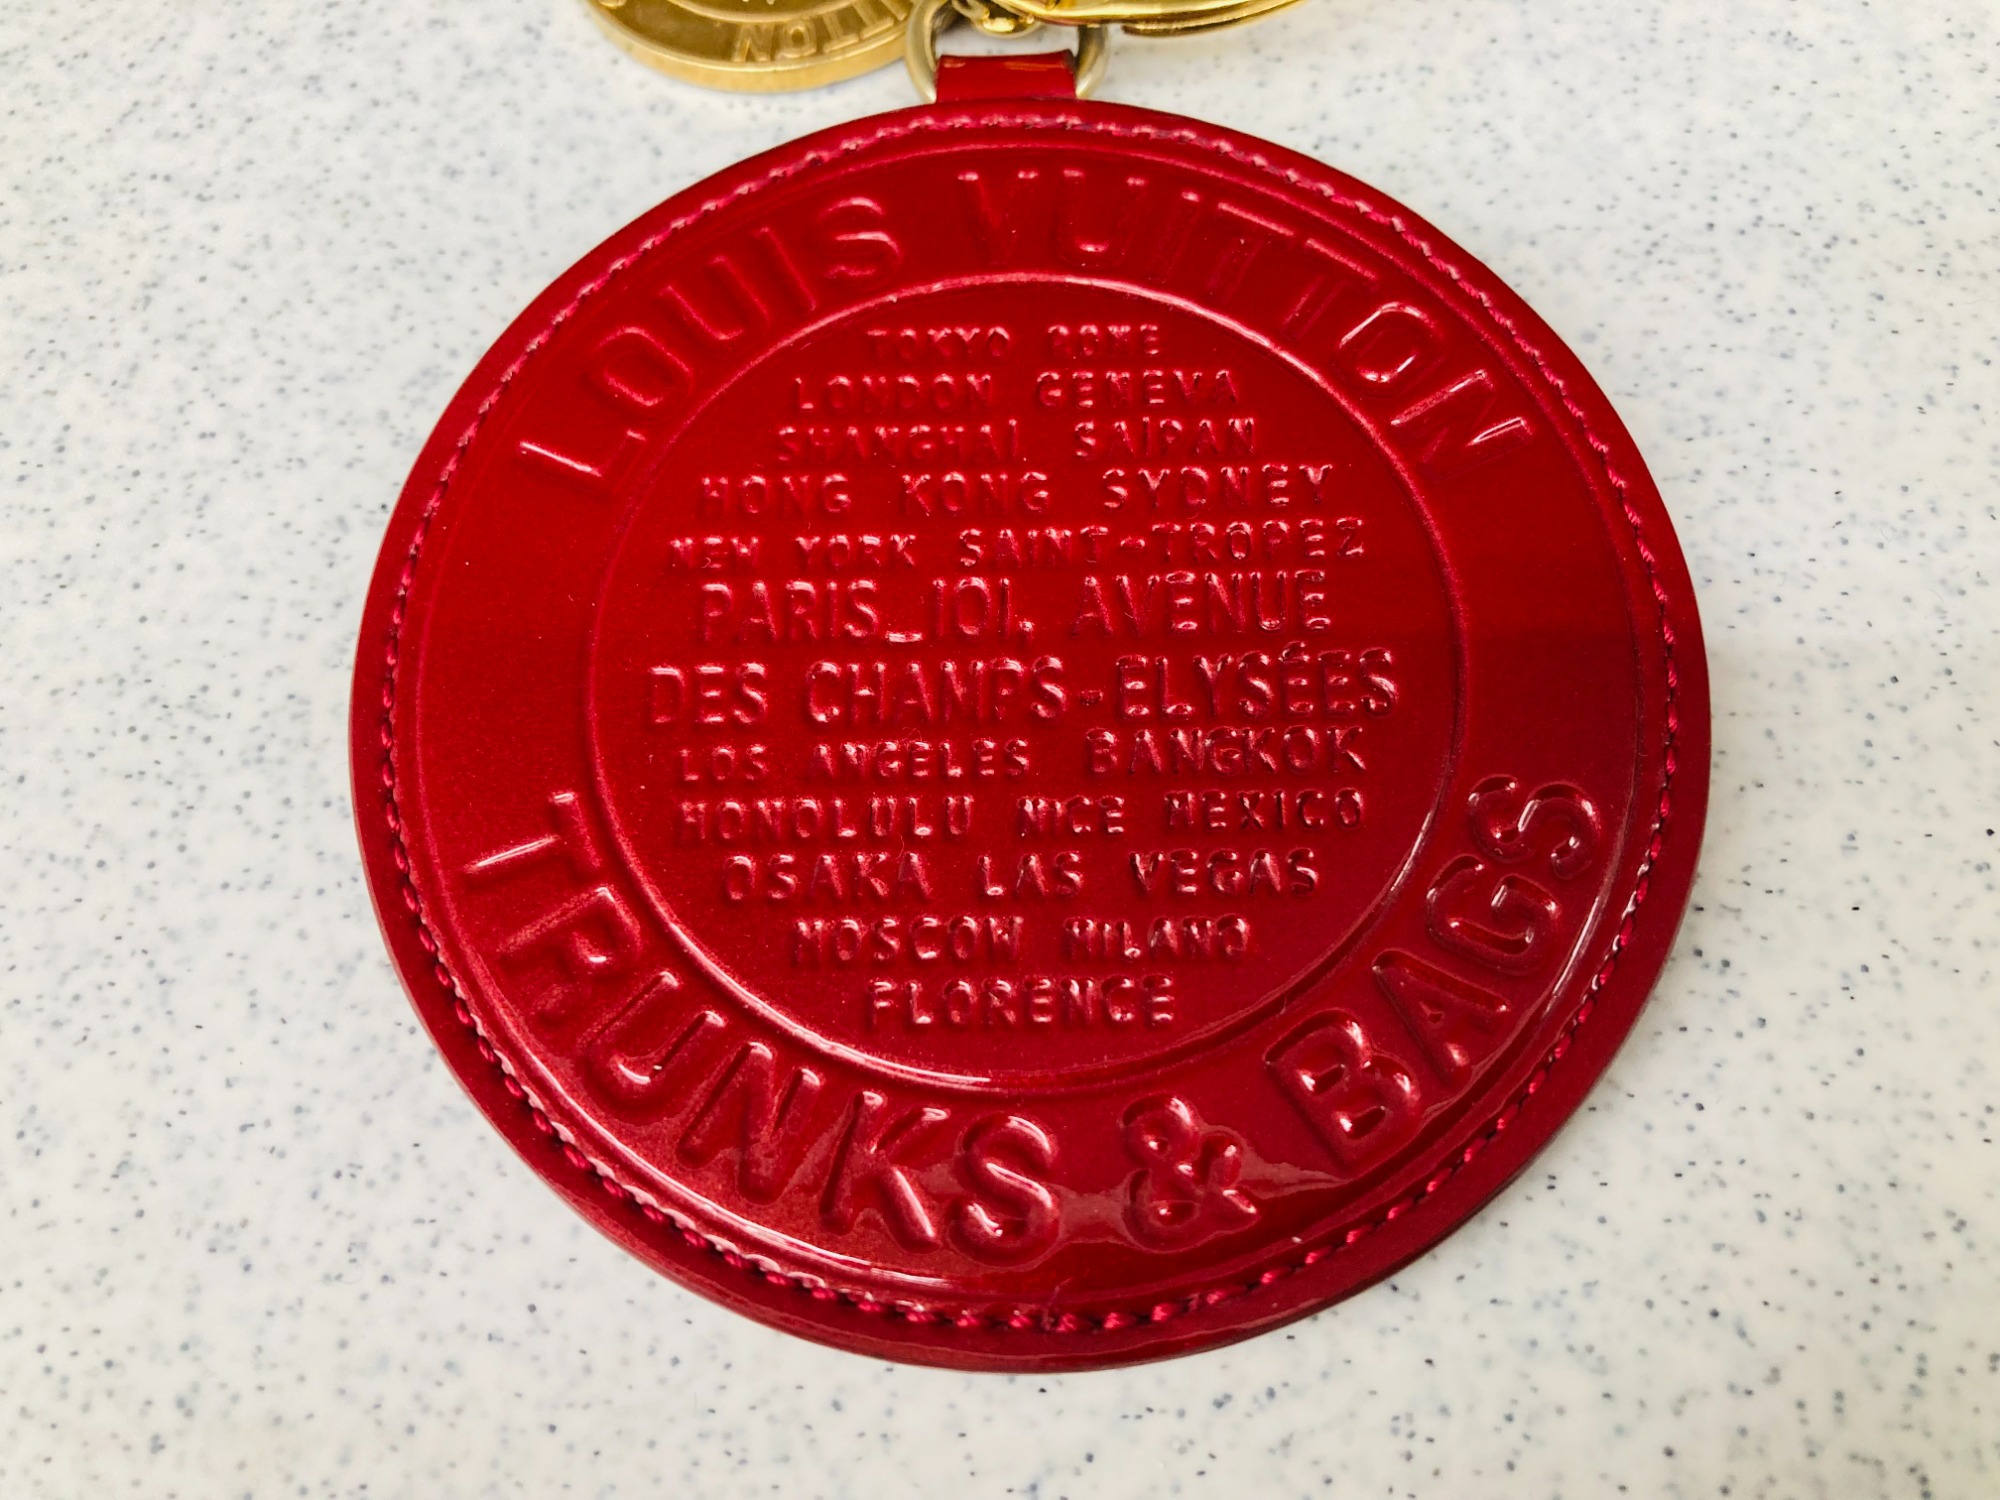 VUITTON
LOUIS VUITTON
TOKYO ROME
LONDON GENEVA
SHANGHAI SAIPAN
HONG KONG SYDNEY
NEW YORK SAINT-TROPEZ
PARIS_101, AVENUE
DES CHAMPS-ELYSÉES
LOS ANGELES BANGKOK
HONOLULU NICE MEXICO
OSAKA LAS VEGAS
MOSCOW MILANO
FLORENCE
TRUNKS & BAGS